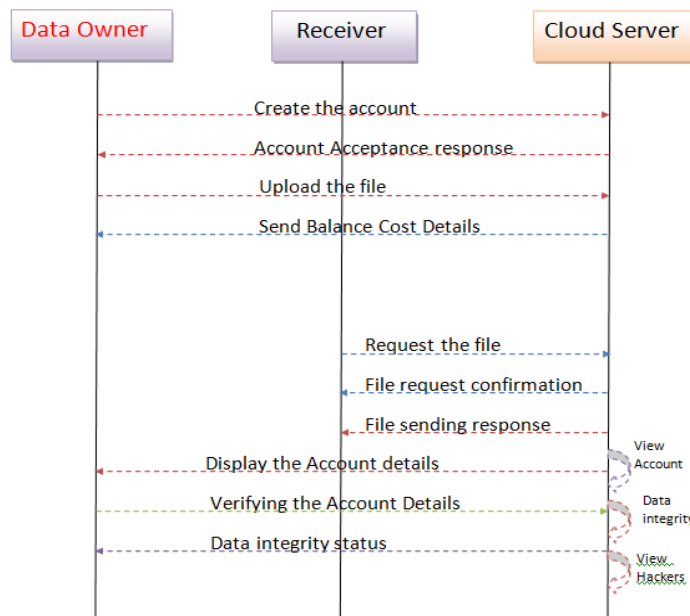 Data Owner
Receiver
Cloud Server
Create the account
Account Acceptance response
Upload the file
Send Balance Cost Details
Request the file
File request confirmation
File sending response
View
Account
Display the Account details
Verifying the Account Details
Data
integrity
Data integrity status
View
Hackers